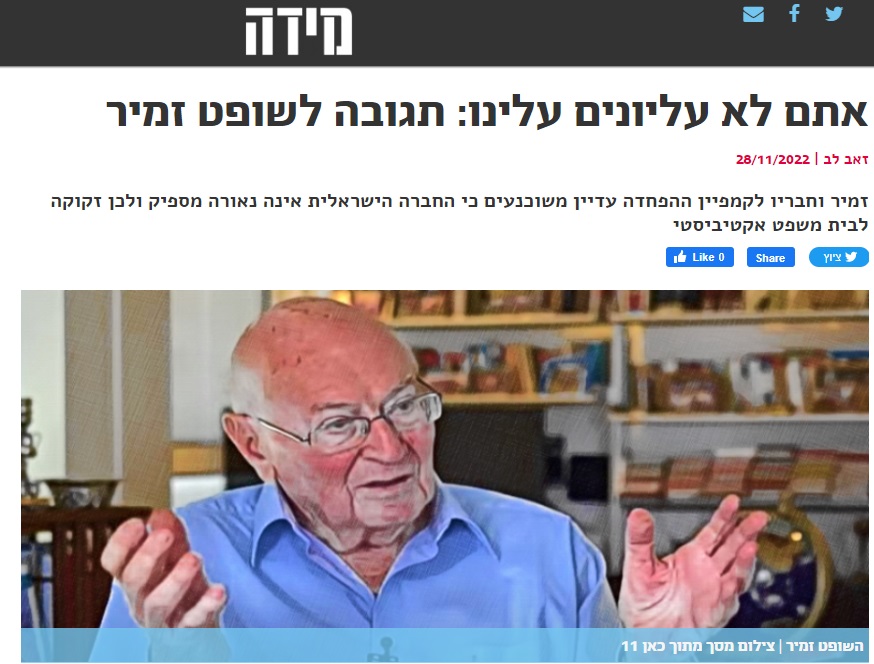 מידה
אתם לא עליונים עלינו: תגובה לשופט זמיר
זאב לב | 28/11/2022
זמיר וחבריו לקמפיין ההפחדה עדיין משוכנעים כי החברה הישראלית אינה נאורה מספיק ולכן זקוקה
לבית משפט אקטיביסטי
ציוץ Share Like 0
השופט זמיר | צילום מסך מתוך כאן 11